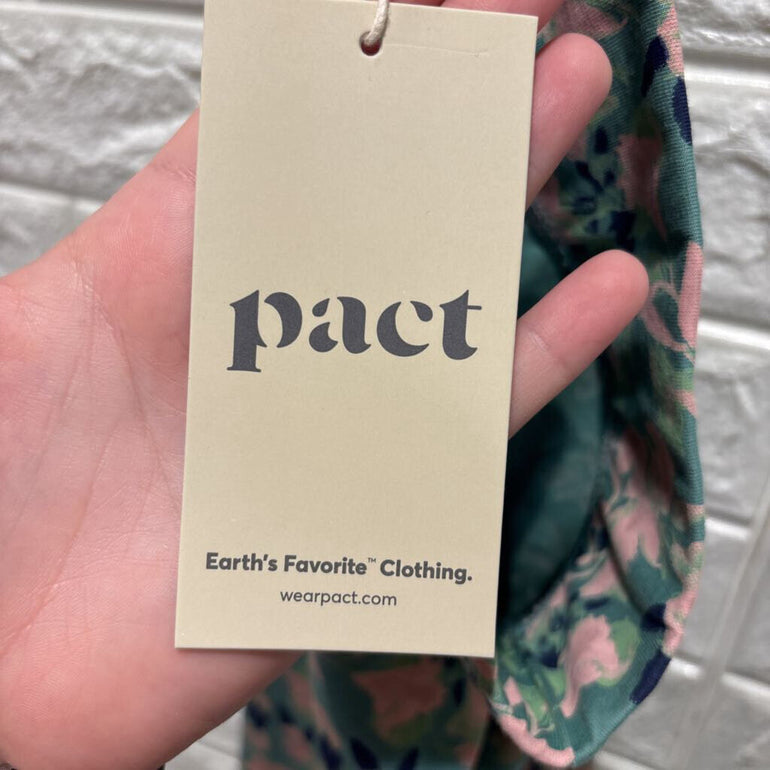 pact
Earth's Favorite™ Clothing.
wearpact.com